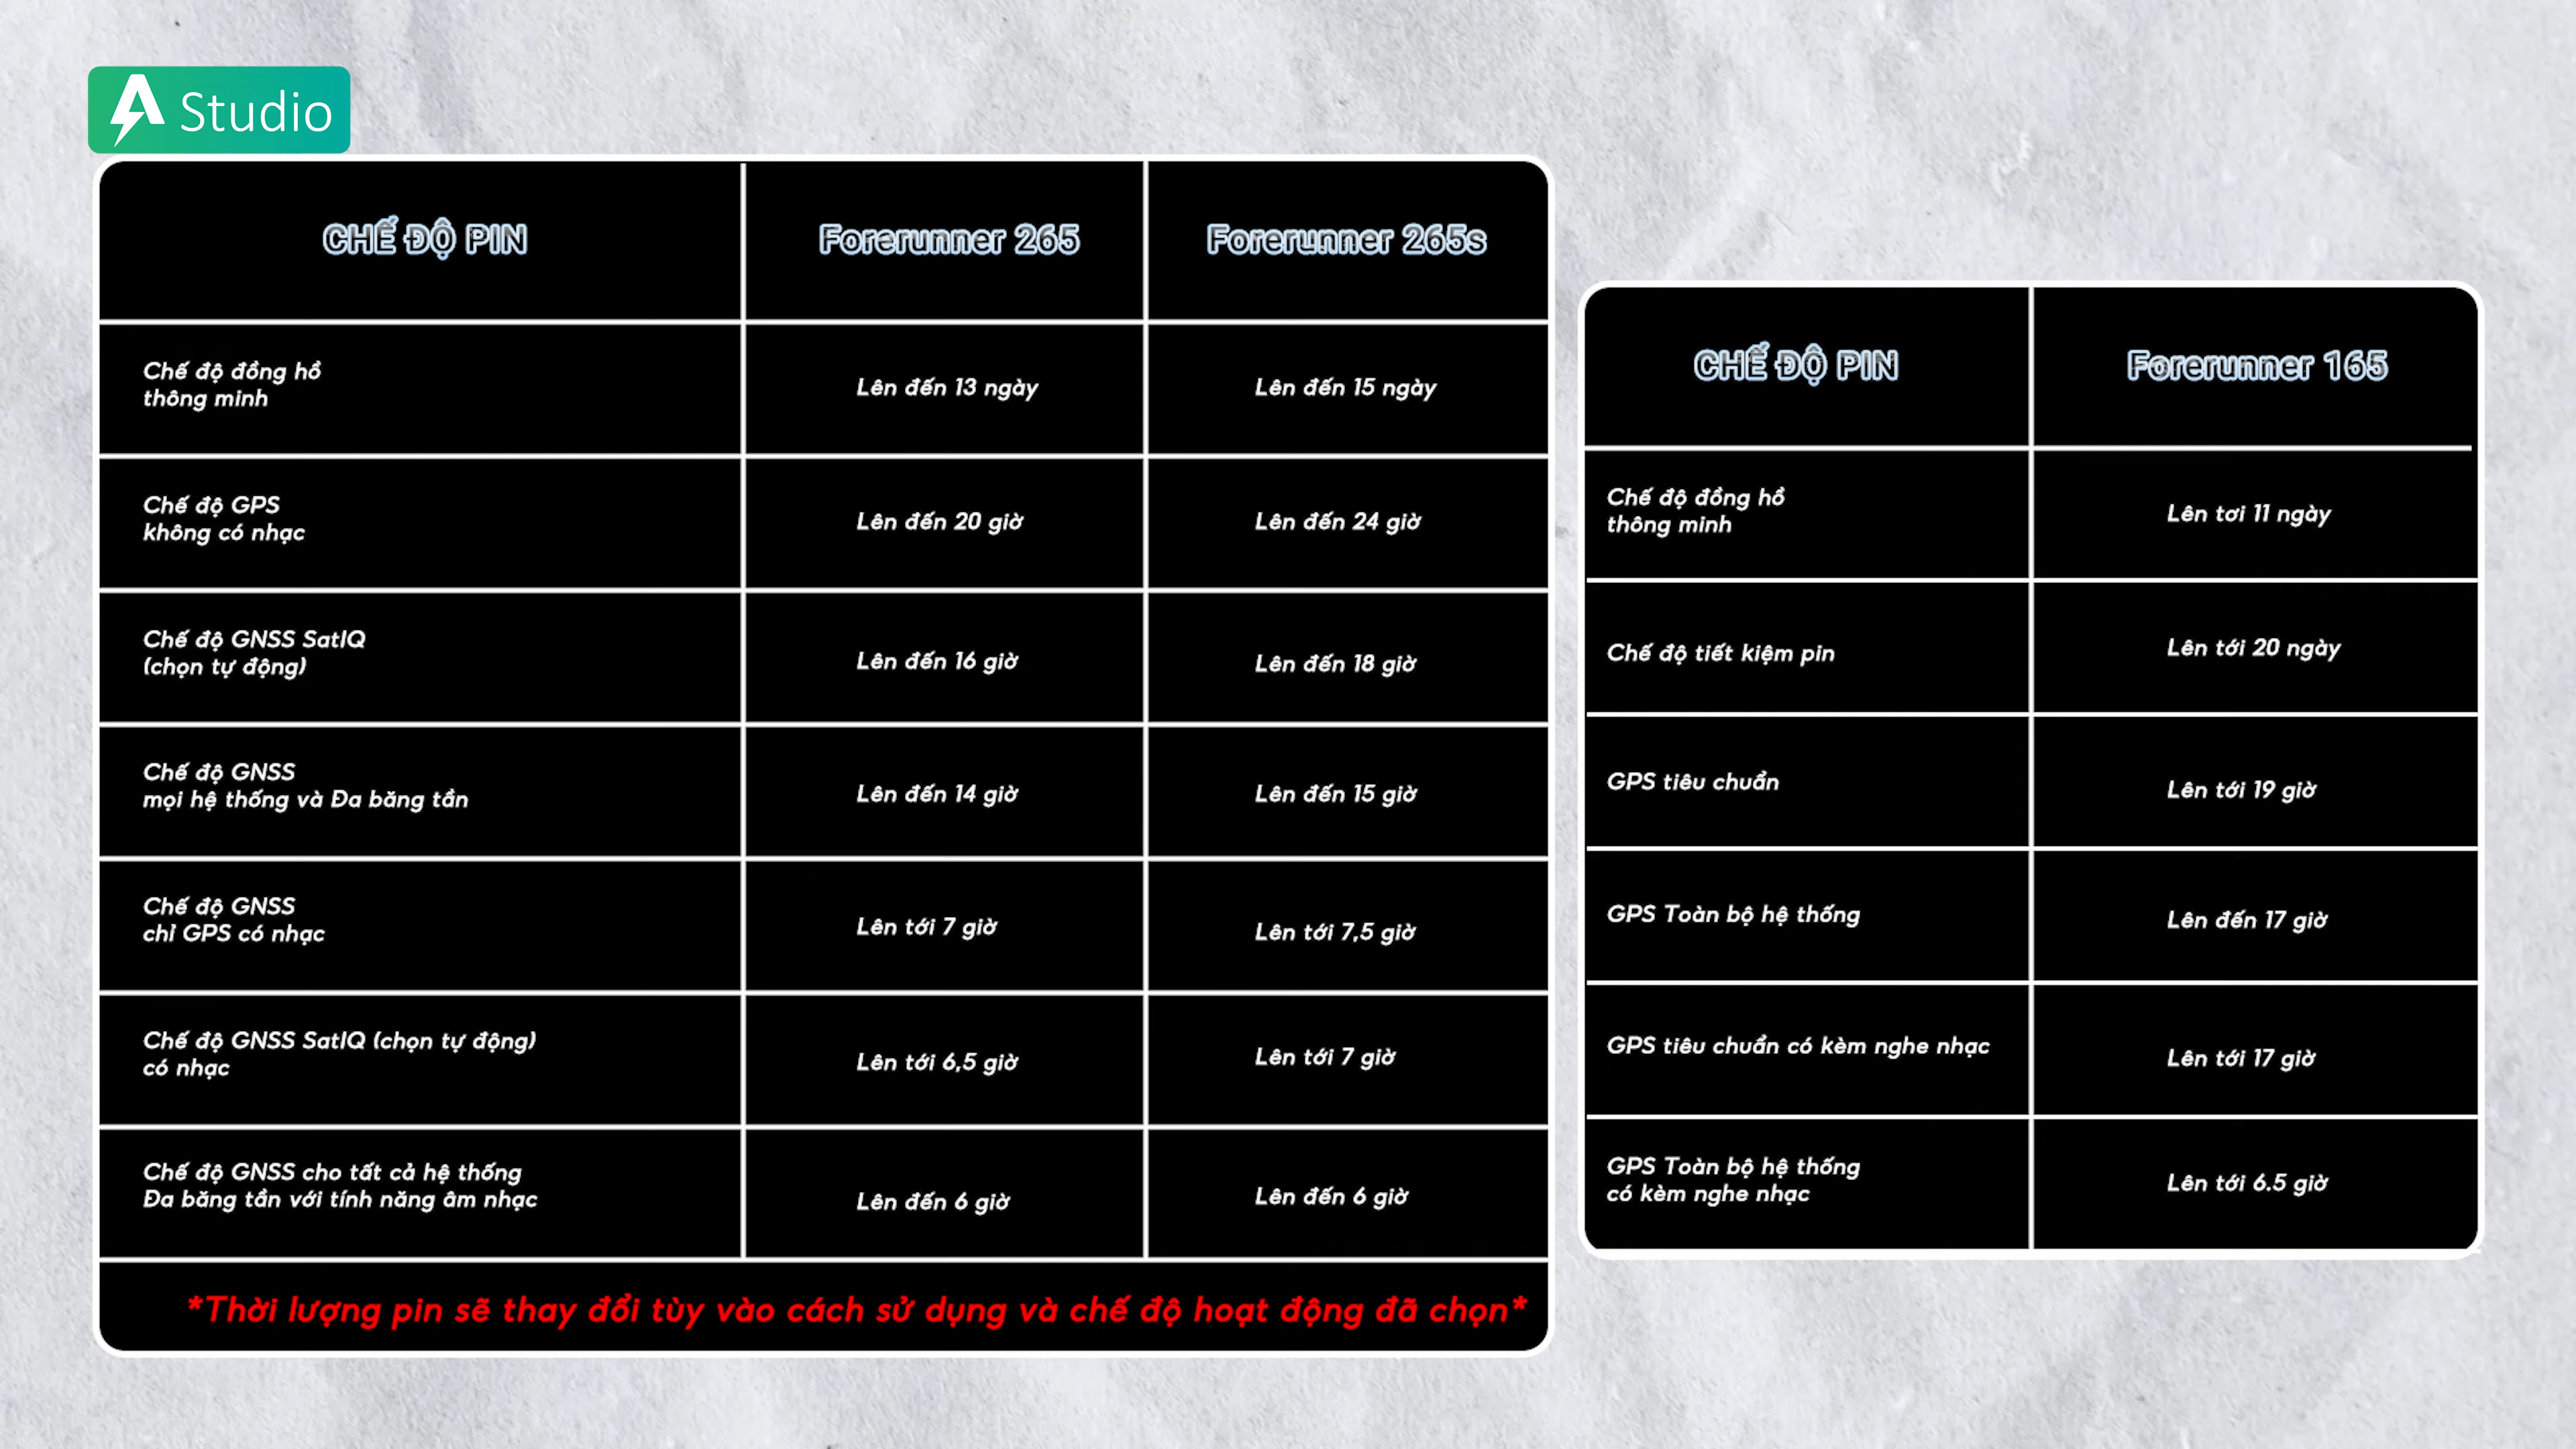 A Studio
CHẾ ĐỘ PIN
Forerunner 265
Forerunner 265s
Chế độ đồng hồ
thông minh
Lên đến 13 ngày
Lên đến 15 ngày
Chế độ GPS
không có nhạc
Lên đến 20 giờ
Lên đến 24 giờ
Chế độ GNSS SatIQ
(chọn tự động)
Lên đến 16 giờ
Lên đến 18 giờ
Chế độ GNSS
mọi hệ thống và Đa băng tần
Lên đến 14 giờ
Lên đến 15 giờ
Chế độ GNSS
chỉ GPS có nhạc
Lên tới 7 giờ
Lên tới 7,5 giờ
Chế độ GNSS SatIQ (chọn tự động)
có nhạc
Lên tới 6,5 giờ
Lên tới 7 giờ
Chế độ GNSS cho tất cả hệ thống
Đa băng tần với tính năng âm nhạc
Lên đến 6 giờ
Lên đến 6 giờ
*Thời lượng pin sẽ thay đổi tùy vào cách sử dụng và chế độ hoạt động đã chọn*
CHẾ ĐỘ PIN
Forerunner 165
Chế độ đồng hồ
thông minh
Lên tơi 11 ngày
Chế độ tiết kiệm pin
Lên tới 20 ngày
GPS tiêu chuẩn
Lên tới 19 giờ
GPS Toàn bộ hệ thống
Lên đến 17 giờ
GPS tiêu chuẩn có kèm nghe nhạc
Lên tới 17 giờ
GPS Toàn bộ hệ thống
có kèm nghe nhạc
Lên tới 6.5 giờ